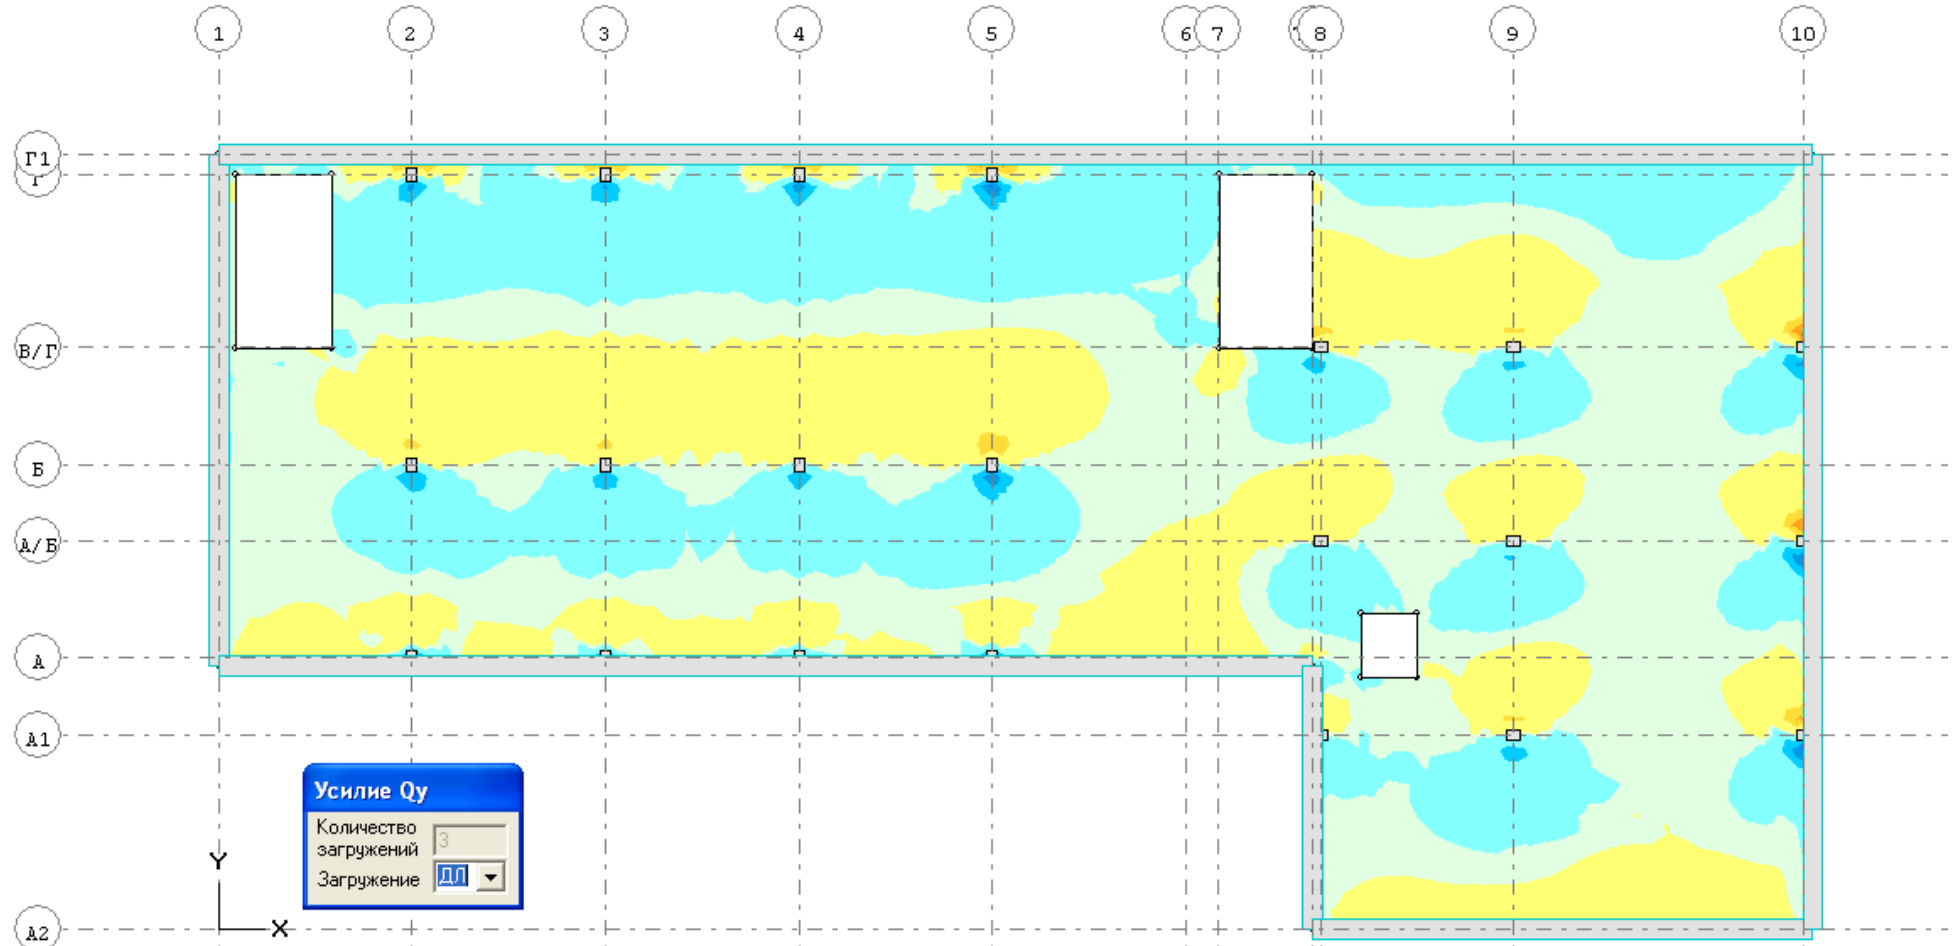 1 2 3 4 5 6 7 8 9 10
Г1
В/Г
Б
А/Б
А
А1
А2
Усилие Qy
Количество
загружений
3
Загружение
ДЛ
Y
X